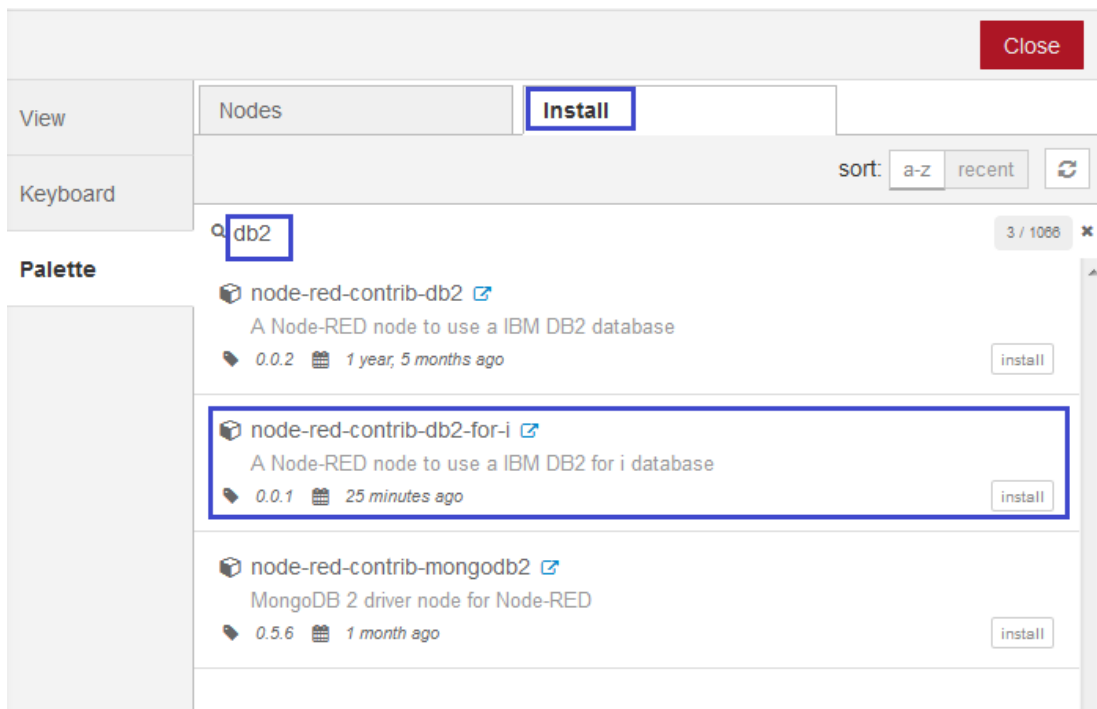 Close
View
Keyboard
Palette
Nodes
Install
sort: a-z recent
db2
3 / 1066
node-red-contrib-db2
A Node-RED node to use a IBM DB2 database
0.0.2 1 year, 5 months ago
install
node-red-contrib-db2-for-i
A Node-RED node to use a IBM DB2 for i database
0.0.1 25 minutes ago
install
node-red-contrib-mongodb2
MongoDB 2 driver node for Node-RED
0.5.6 1 month ago
install